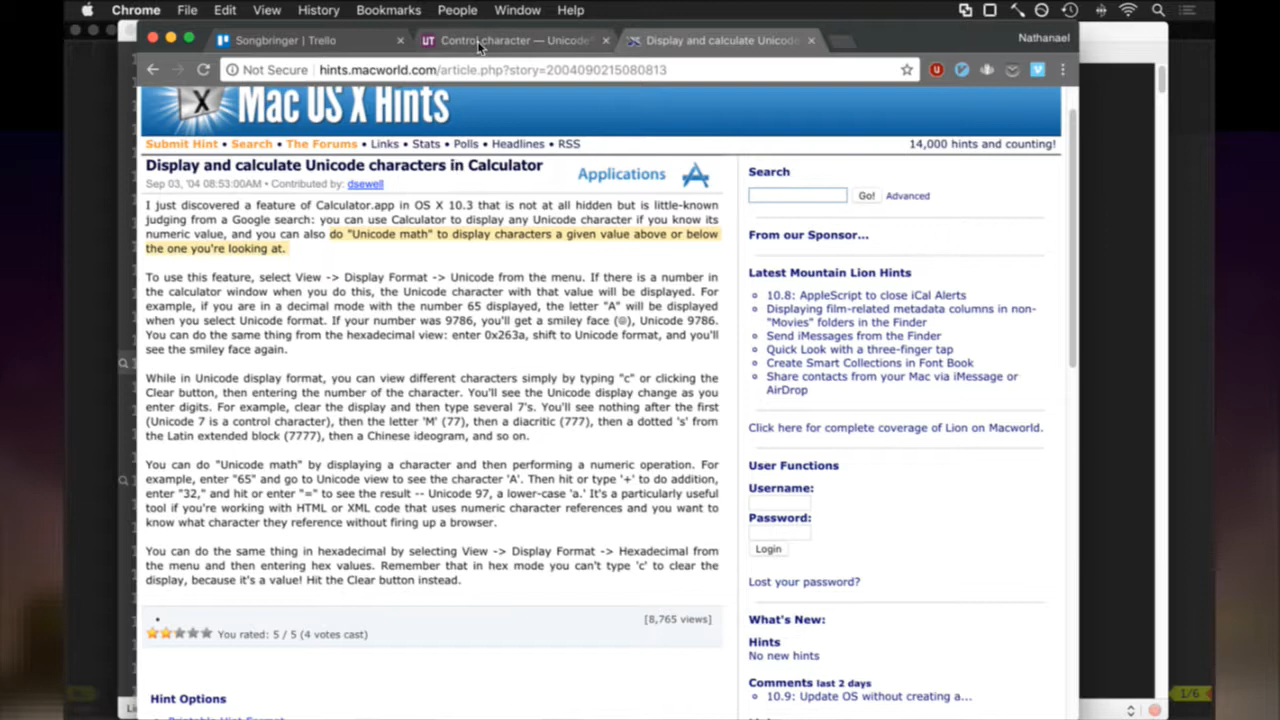 Chrome File Edit View History Bookmarks People Window Help
Songbringer | Trello
Control character — Unicode
Display and calculate Unicode
Nathanael
Not Secure hints.macworld.com/article.php?story=2004090215080813
Mac OS X Hints
Submit Hint • Search • The Forums • Links • Stats • Polls • Headlines • RSS
14,000 hints and counting!
Display and calculate Unicode characters in Calculator
Sep 03, '04 08:53:00AM • Contributed by: dsewell
Applications
I just discovered a feature of Calculator.app in OS X 10.3 that is not at all hidden but is little-known
judging from a Google search: you can use Calculator to display any Unicode character if you know its
numeric value, and you can also do "Unicode math" to display characters a given value above or below
the one you're looking at.
To use this feature, select View -> Display Format -> Unicode from the menu. If there is a number in
the calculator window when you do this, the Unicode character with that value will be displayed. For
example, if you are in a decimal mode with the number 65 displayed, the letter "A" will be displayed
when you select Unicode format. If your number was 9786, you'll get a smiley face (☺), Unicode 9786.
You can do the same thing from the hexadecimal view: enter 0x263a, shift to Unicode format, and you'll
see the smiley face again.
While in Unicode display format, you can view different characters simply by typing "c" or clicking the
Clear button, then entering the number of the character. You'll see the Unicode display change as you
enter digits. For example, clear the display and then type several 7's. You'll see nothing after the first
(Unicode 7 is a control character), then the letter 'M' (77), then a diacritic (777), then a dotted 's' from
the Latin extended block (7777), then a Chinese ideogram, and so on.
You can do "Unicode math" by displaying a character and then performing a numeric operation. For
example, enter "65" and go to Unicode view to see the character 'A'. Then hit or type '+' to do addition,
enter "32," and hit or enter "=" to see the result -- Unicode 97, a lower-case 'a.' It's a particularly useful
tool if you're working with HTML or XML code that uses numeric character references and you want to
know what character they reference without firing up a browser.
You can do the same thing in hexadecimal by selecting View -> Display Format -> Hexadecimal from
the menu and then entering hex values. Remember that in hex mode you can't type 'c' to clear the
display, because it's a value! Hit the Clear button instead.
•
[8,765 views]
You rated: 5 / 5 (4 votes cast)
Hint Options
Search
Go! Advanced
From our Sponsor...
Latest Mountain Lion Hints
10.8: AppleScript to close iCal Alerts
Displaying film-related metadata columns in non-
"Movies" folders in the Finder
Send iMessages from the Finder
Quick Look with a three-finger tap
Create Smart Collections in Font Book
Share contacts from your Mac via iMessage or
AirDrop
Click here for complete coverage of Lion on Macworld.
User Functions
Username:
Password:
Login
Lost your password?
What's New:
Hints
No new hints
Comments last 2 days
10.9: Update OS without creating a...
1/6